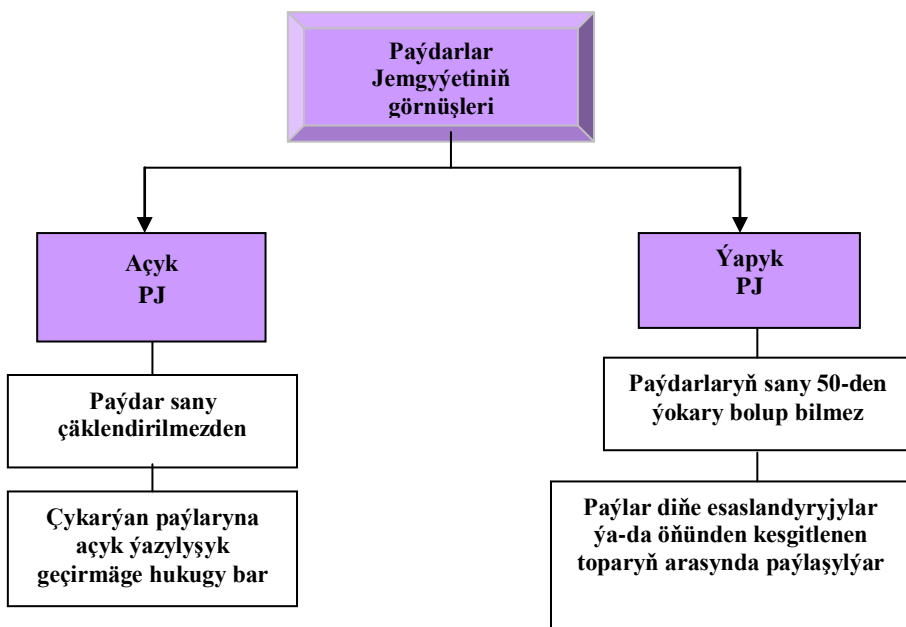 Paýdarlar
Jemgyýetiniň
görnüşleri
Açyk
PJ
Paýdar sany
çäklendirilmezden
Çykarýan paýlaryna
açyk ýazylyşyk
geçirmäge hukugy bar
Ýapyk
PJ
Paýdarlaryň sany 50-den
ýokary bolup bilmez
Paýlar diňe esaslandyryjylar
ýa-da öňünden kesgitlenen
toparyň arasynda paýlaşylýar